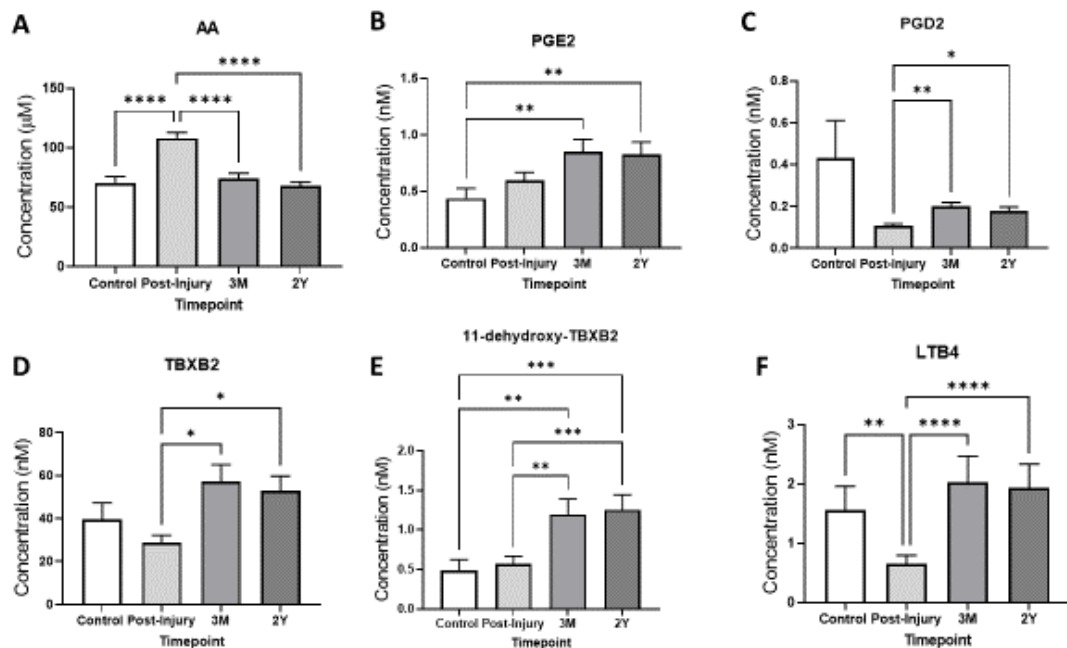 A
AA
****
**** ****
Concentration (μM)
150
100
50
0
Control Post-Injury 3M 2Y
Timepoint
B
PGE2
**
**
Concentration (nM)
1.5
1.0
0.5
0.0
Control Post-Injury 3M 2Y
Timepoint
C
PGD2
*
**
Concentration (nM)
0.8
0.6
0.4
0.2
0.0
Control Post-Injury 3M 2Y
Timepoint
D
TBXB2
*
*
Concentration (nM)
80
60
40
20
0
Control Post-Injury 3M 2Y
Timepoint
E
11-dehydroxy-TBXB2
***
**
***
**
Concentration (nM)
2.0
1.5
1.0
0.5
0.0
Control Post-Injury 3M 2Y
Timepoint
F
LTB4
****
** ****
Concentration (nM)
3
2
1
0
Control Post-Injury 3M 2Y
Timepoint